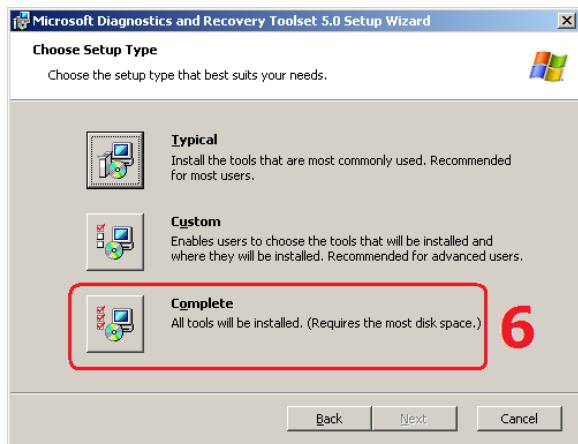 Microsoft Diagnostics and Recovery Toolset 5.0 Setup Wizard
Choose Setup Type
Choose the setup type that best suits your needs.
Typical
Install the tools that are most commonly used. Recommended
for most users.
Custom
Enables users to choose the tools that will be installed and
where they will be installed. Recommended for advanced users.
Complete
All tools will be installed. (Requires the most disk space.)
6
Back Next Cancel